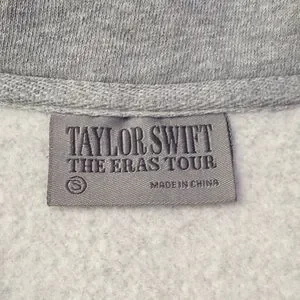 TAYLOR SWIFT
THE ERAS TOUR
S MADE IN CHINA